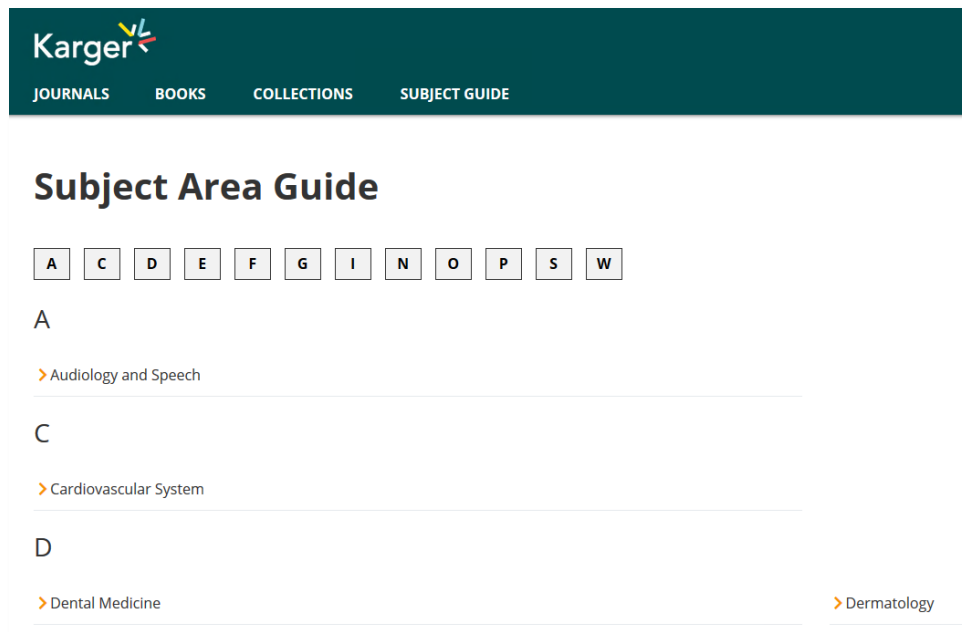 Karger
JOURNALS BOOKS COLLECTIONS SUBJECT GUIDE
Subject Area Guide
A C D E F G I N O P S W
A
Audiology and Speech
C
Cardiovascular System
D
Dental Medicine Dermatology